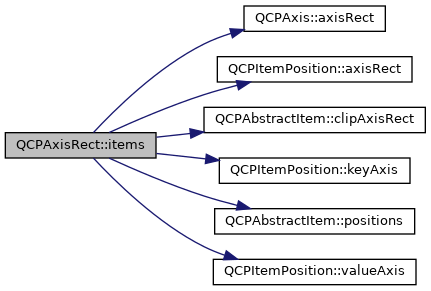 QCPAxis::axisRect
QCPItemPosition::axisRect
QCPAbstractItem::clipAxisRect
QCPAxisRect::items
QCPItemPosition::keyAxis
QCPAbstractItem::positions
QCPItemPosition::valueAxis